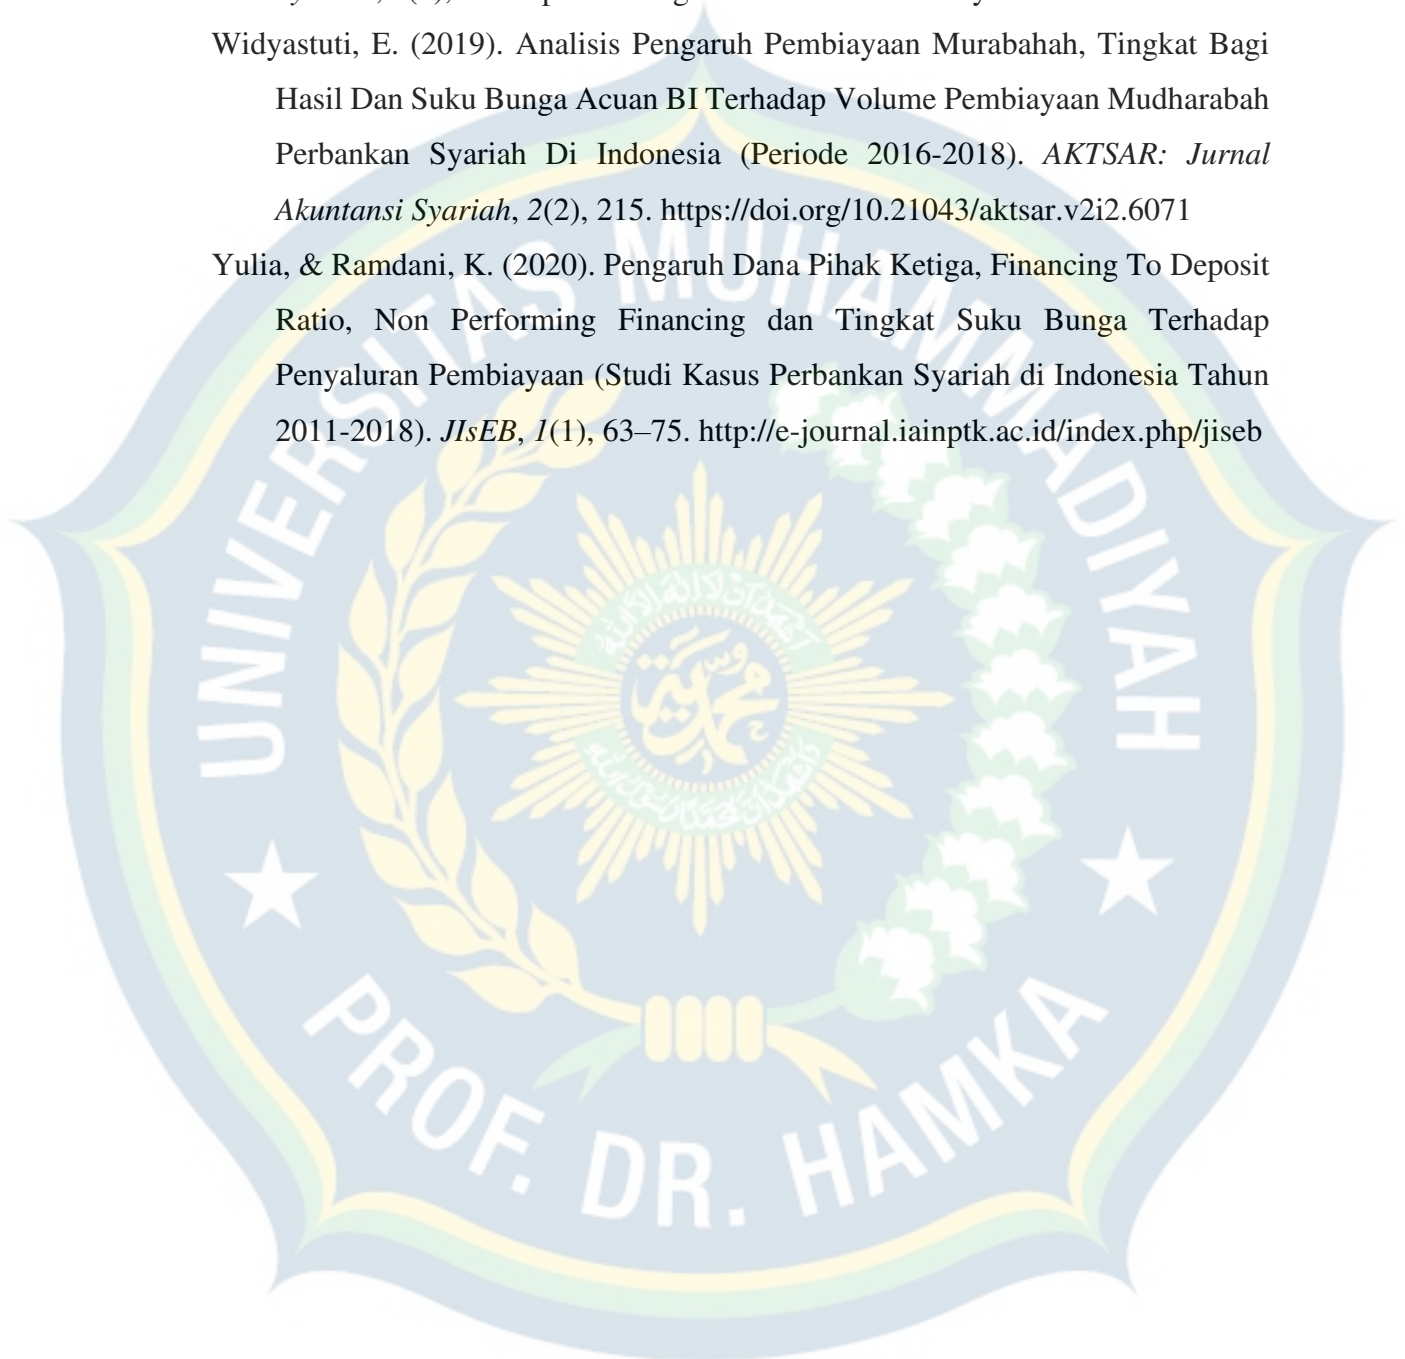 Widyastuti, E. (2019). Analisis Pengaruh Pembiayaan Murabahah, Tingkat Bagi
Hasil Dan Suku Bunga Acuan BI Terhadap Volume Pembiayaan Mudharabah
Perbankan Syariah Di Indonesia (Periode 2016-2018). AKTSAR: Jurnal
Akuntansi Syariah, 2(2), 215. https://doi.org/10.21043/aktsar.v2i2.6071
Yulia, & Ramdani, K. (2020). Pengaruh Dana Pihak Ketiga, Financing To Deposit
Ratio, Non Performing Financing dan Tingkat Suku Bunga Terhadap
Penyaluran Pembiayaan (Studi Kasus Perbankan Syariah di Indonesia Tahun
2011-2018). JIsEB, 1(1), 63–75. http://e-journal.iainptk.ac.id/index.php/jiseb
UNIVERSITAS MUHAMMADIYAH
PROF. DR. HAMKA